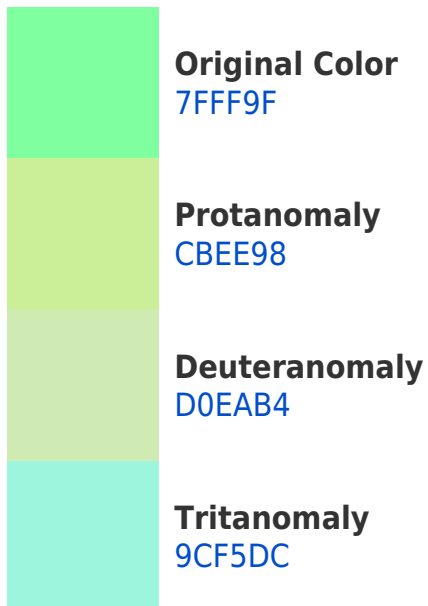 Original Color
7FFF9F
Protanomaly
CBEE98
Deuteranomaly
D0EAB4
Tritanomaly
9CF5DC